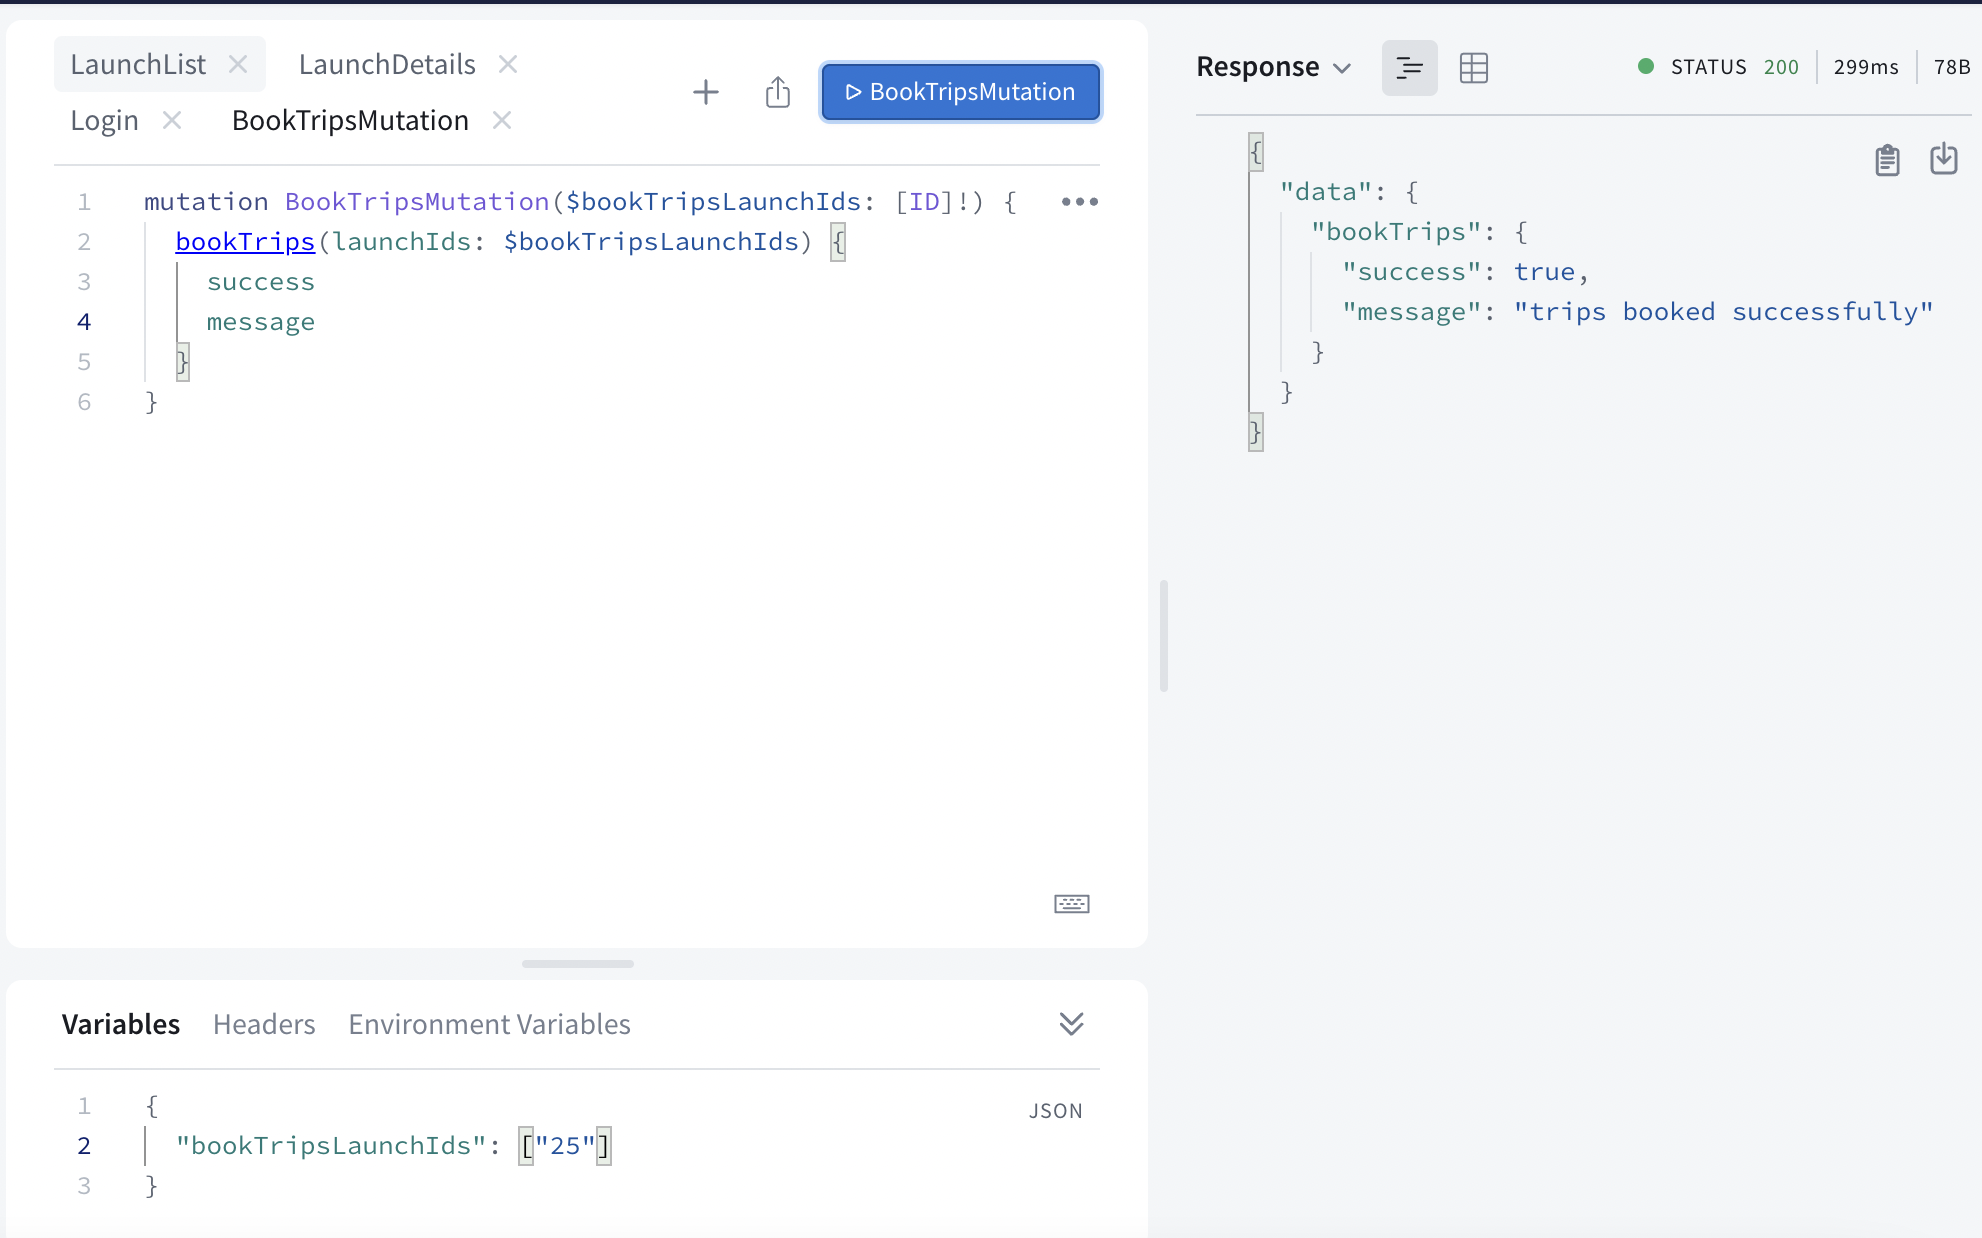 LaunchList
LaunchDetails
Login
BookTripsMutation
BookTripsMutation
1 mutation BookTripsMutation($bookTripsLaunchIds: [ID]!) {
2 bookTrips(launchIds: $bookTripsLaunchIds) {
3 success
4 message
5 }
6 }
Variables Headers Environment Variables
JSON
1 {
2 "bookTripsLaunchIds": ["25"]
3 }
Response
STATUS 200 299ms 78B
{
"data": {
"bookTrips": {
"success": true,
"message": "trips booked successfully"
}
}
}